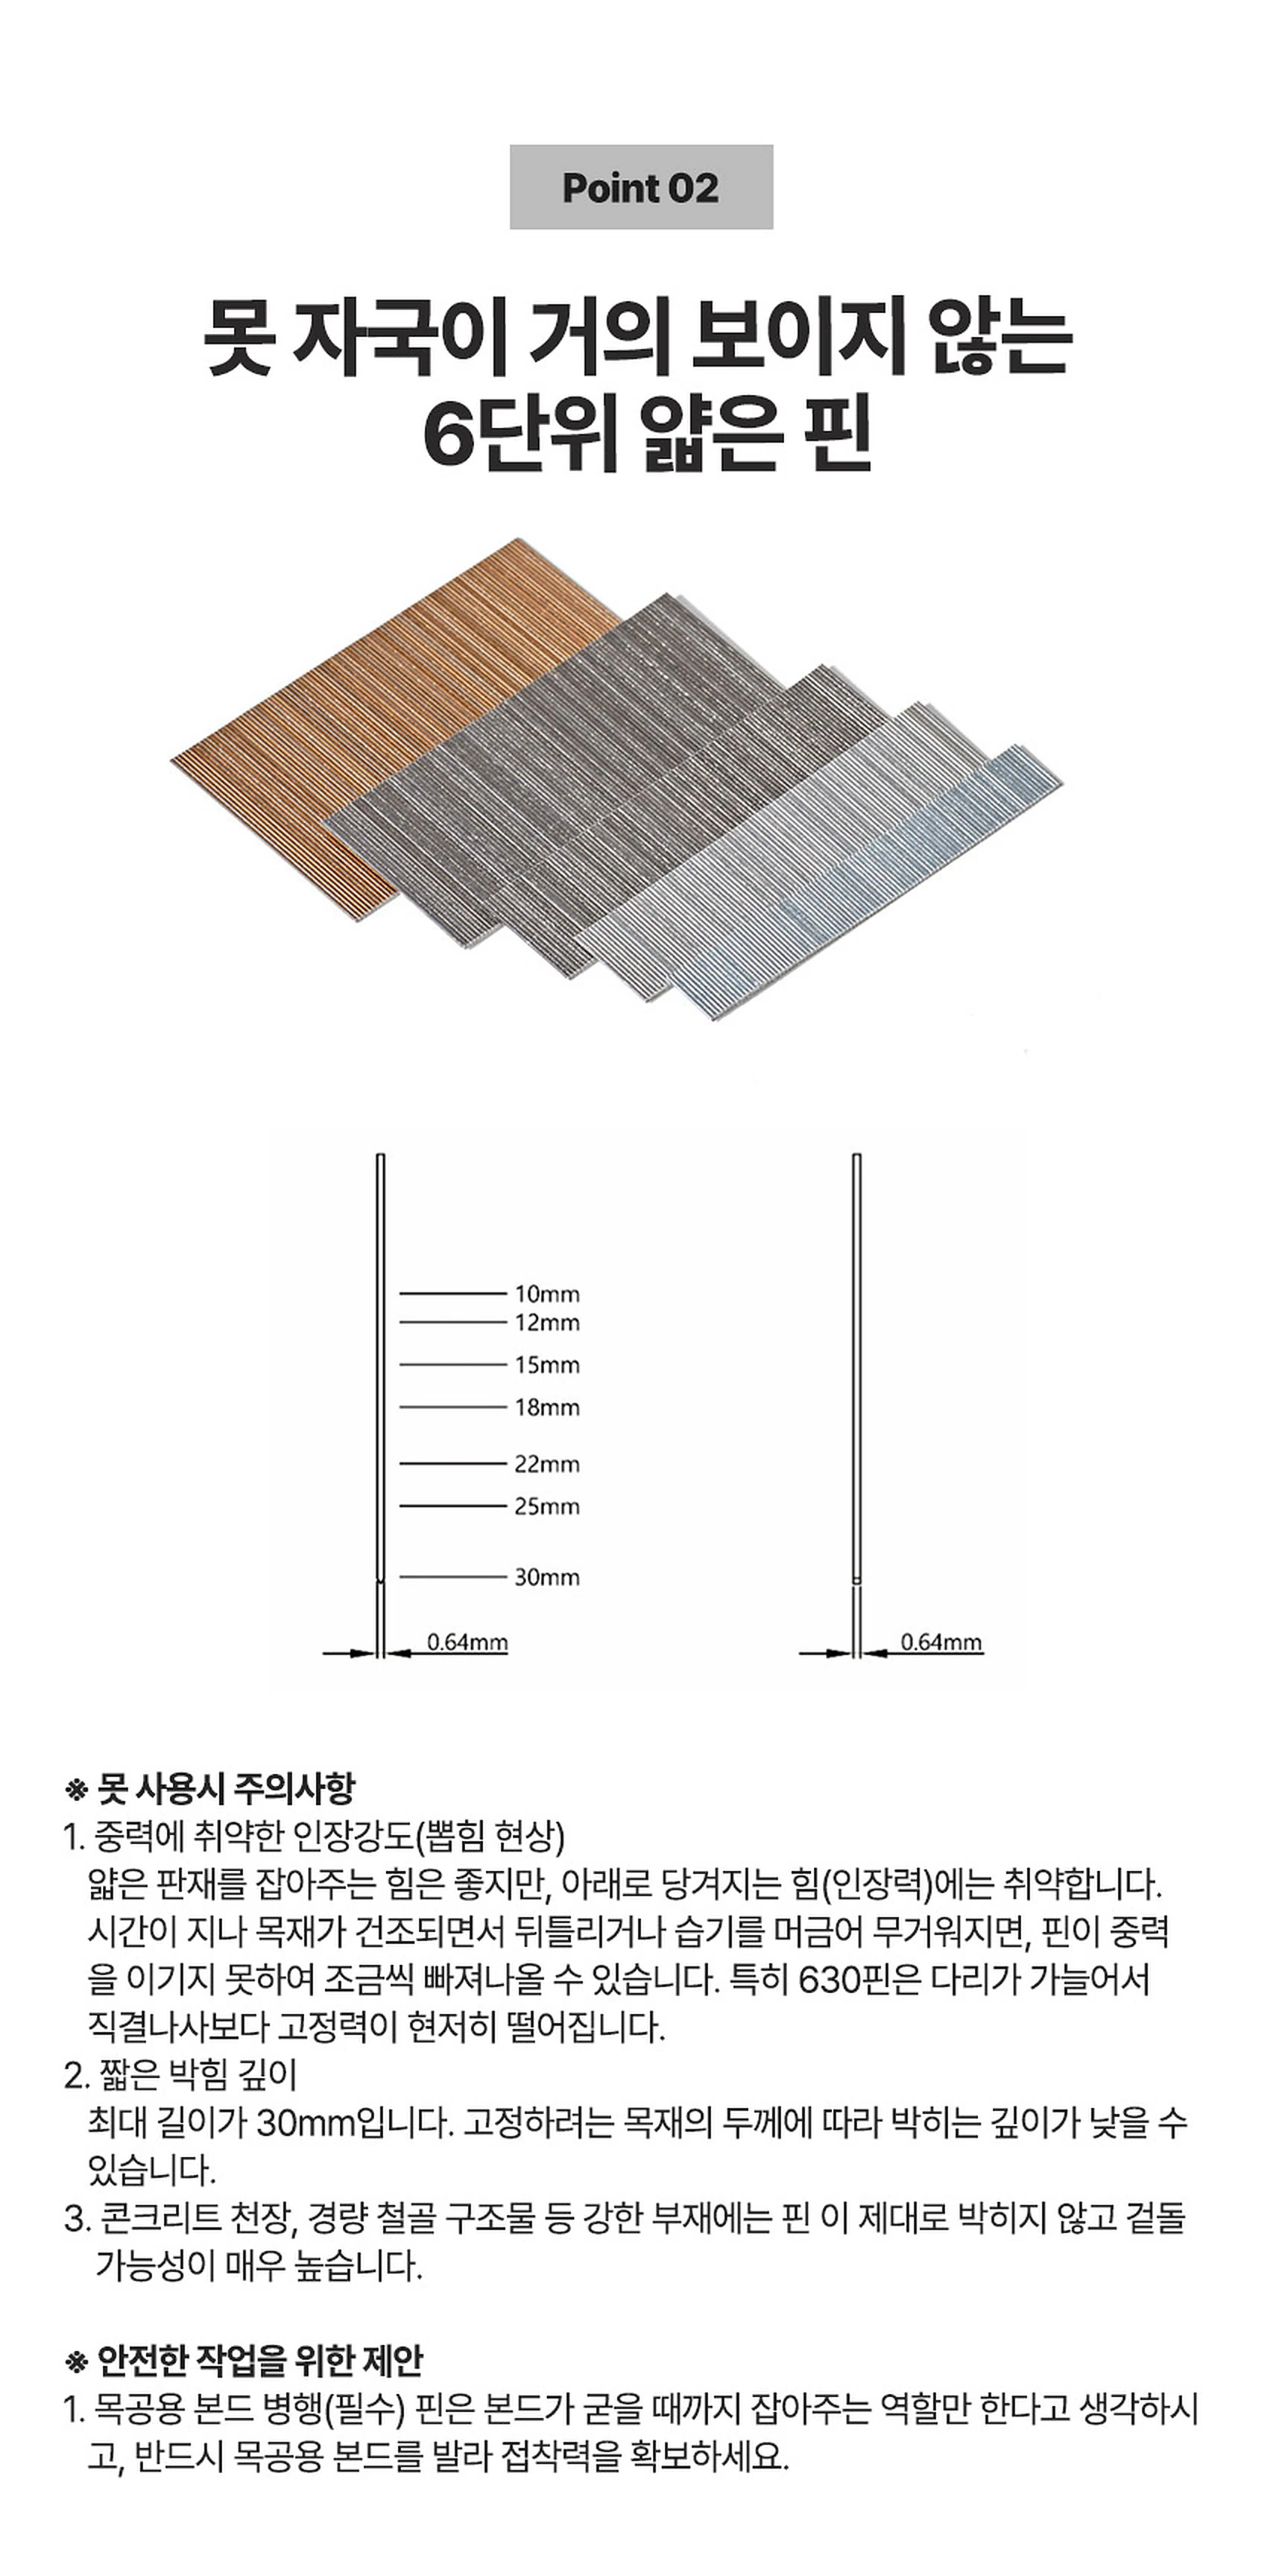 Point 02
못 자국이 거의 보이지 않는
6단위 얇은 핀
10mm
12mm
15mm
18mm
22mm
25mm
30mm
0.64mm
0.64mm
※ 못 사용시 주의사항
1. 중력에 취약한 인장강도(뽑힘 현상)
얇은 판재를 잡아주는 힘은 좋지만, 아래로 당겨지는 힘(인장력)에는 취약합니다.
시간이 지나 목재가 건조되면서 뒤틀리거나 습기를 머금어 무거워지면, 핀이 중력
을 이기지 못하여 조금씩 빠져나올 수 있습니다. 특히 630핀은 다리가 가늘어서
직결나사보다 고정력이 현저히 떨어집니다.
2. 짧은 박힘 깊이
최대 길이가 30mm입니다. 고정하려는 목재의 두께에 따라 박히는 깊이가 낮을 수
있습니다.
3. 콘크리트 천장, 경량 철골 구조물 등 강한 부재에는 핀 이 제대로 박히지 않고 겉돌
가능성이 매우 높습니다.
※ 안전한 작업을 위한 제안
1. 목공용 본드 병행(필수) 핀은 본드가 굳을 때까지 잡아주는 역할만 한다고 생각하시
고, 반드시 목공용 본드를 발라 접착력을 확보하세요.